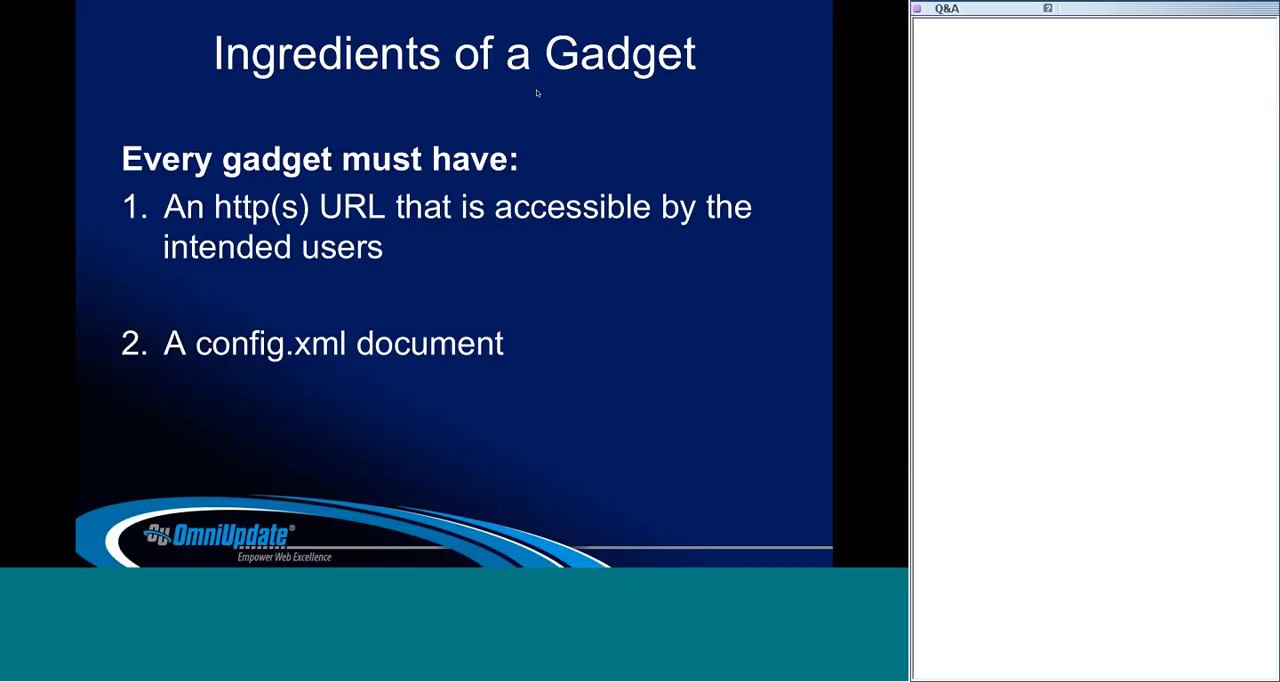 Q&A
Ingredients of a Gadget
Every gadget must have:
1. An http(s) URL that is accessible by the
intended users
2. A config.xml document
OmniUpdate®
Empower Web Excellence